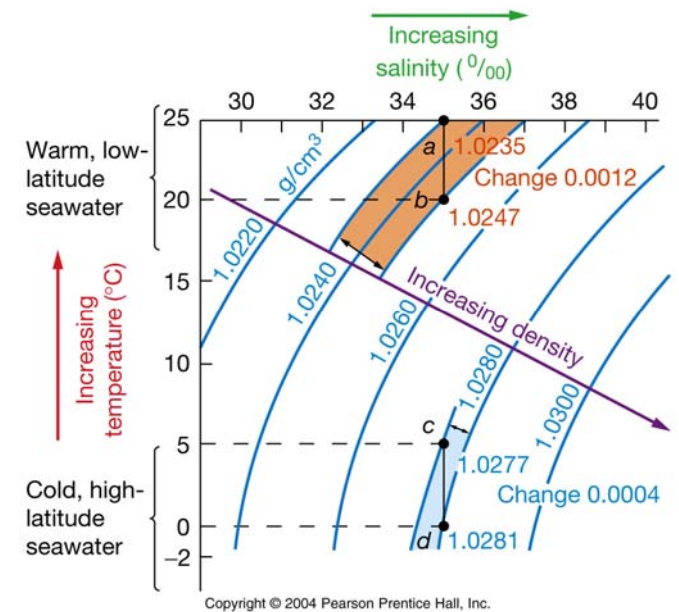 Increasing
salinity (⁰/₀₀)
30 32 34 36 38 40
25
20
15
10
5
0
−2
Warm, low-
latitude
seawater
Increasing
temperature (°C)
Cold, high-
latitude
seawater
g/cm³
1.0220
1.0240
1.0260
1.0280
1.0300
a
1.0235
Change 0.0012
b
1.0247
Increasing density
c
1.0277
Change 0.0004
d
1.0281
Copyright © 2004 Pearson Prentice Hall, Inc.